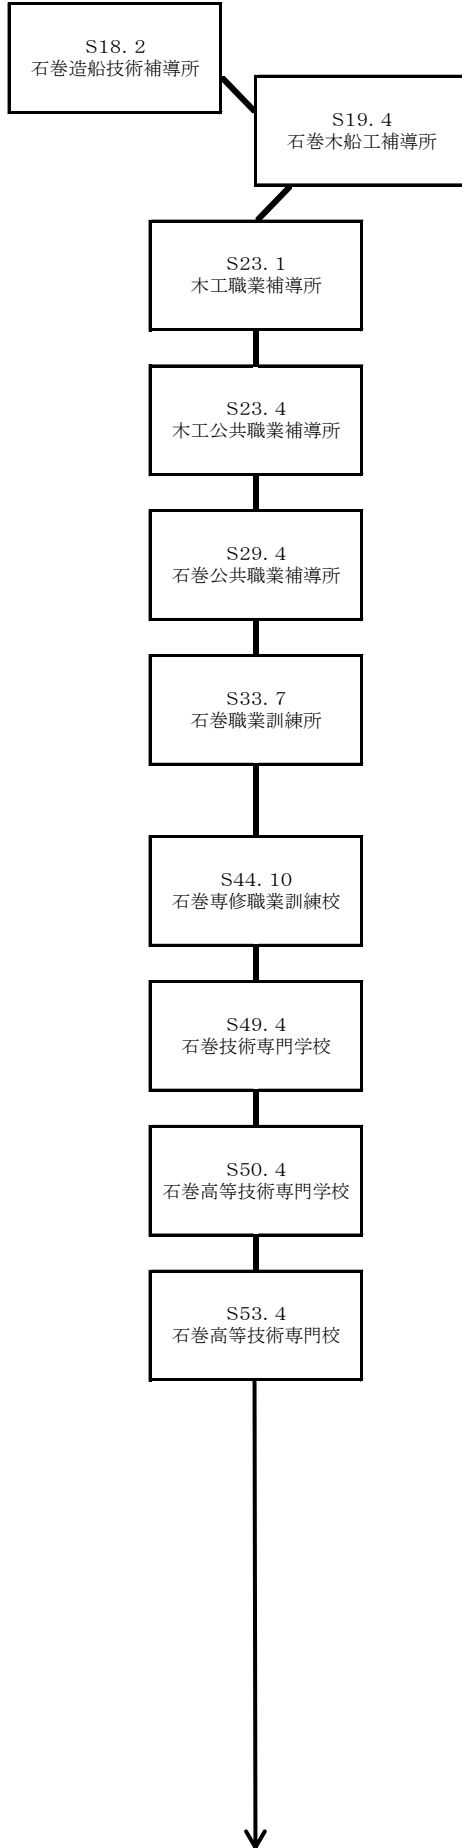 S18．2
石巻造船技術補導所
S19．4
石巻木船工補導所
S23．1
木工職業補導所
S23．4
木工公共職業補導所
S29．4
石巻公共職業補導所
S33．7
石巻職業訓練所
S44．10
石巻専修職業訓練校
S49．4
石巻技術専門学校
S50．4
石巻高等技術専門学校
S53．4
石巻高等技術専門校